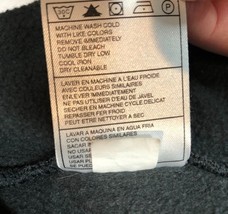 30C
MACHINE WASH COLD
WITH LIKE COLORS
REMOVE IMMEDIATELY
DO NOT BLEACH
TUMBLE DRY LOW
COOL IRON
DRY CLEANABLE
LAVER EN MACHINE A L'EAU FROIDE
AVEC COULEURS SIMILAIRES
ENLEVER IMMEDIATEMENT
NE PAS UTILISER D'EAU DE JAVEL
SECHER EN MACHINE CYCLE DELICAT
REPASSER FER FROID
PEUT ETRE NETTOYER A SEC
LAVAR A MAQUINA EN AGUA FRIA
CON COLORES SIMILARES
SACAR
NO USAR